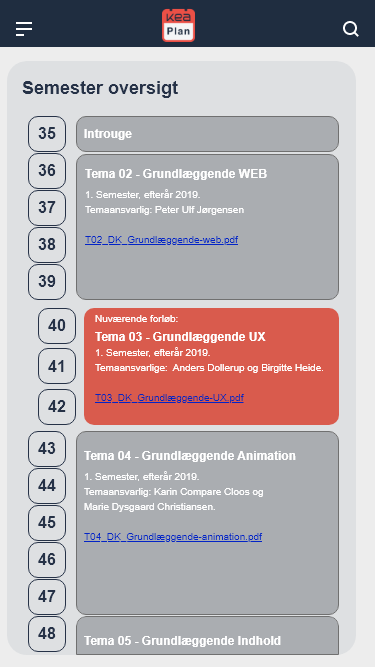 kea
Plan
Semester oversigt
35
Introuge
36
Tema 02 - Grundlæggende WEB
1. Semester, efterår 2019.
37
Temaansvarlig: Peter Ulf Jørgensen
38
T02_DK_Grundlæggende-web.pdf
39
Nuværende forløb:
40
Tema 03 - Grundlæggende UX
1. Semester, efterår 2019.
41
Temaansvarlige:  Anders Dollerup og Birgitte Heide.
42
T03_DK_Grundlæggende-UX.pdf
43
Tema 04 - Grundlæggende Animation
1. Semester, efterår 2019.
44
Temaansvarlig: Karin Compare Cloos og
Marie Dysgaard Christiansen.
45
T04_DK_Grundlæggende-animation.pdf
46
47
48
Tema 05 - Grundlæggende Indhold